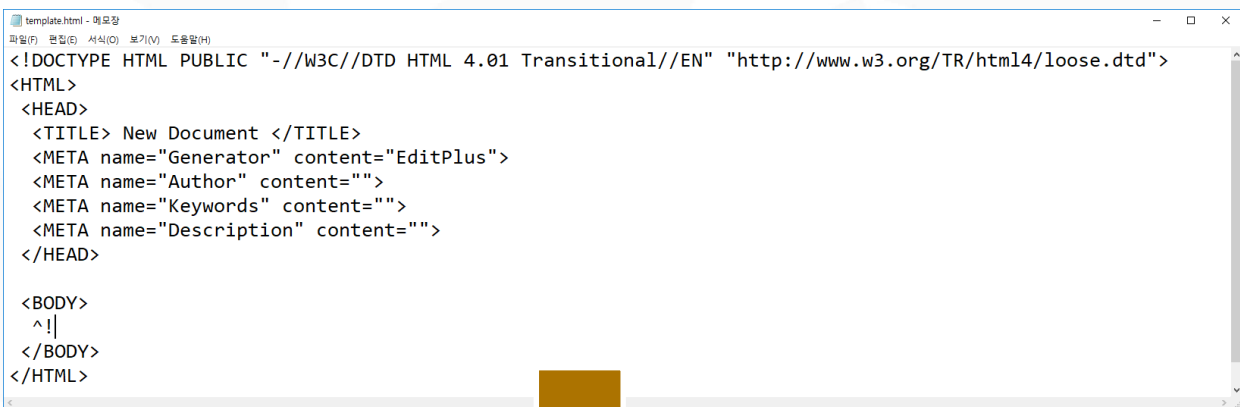 template.html - 메모장
파일(F) 편집(E) 서식(O) 보기(V) 도움말(H)
<!DOCTYPE HTML PUBLIC "-//W3C//DTD HTML 4.01 Transitional//EN" "http://www.w3.org/TR/html4/loose.dtd">
<HTML>
<HEAD>
<TITLE> New Document </TITLE>
<META name="Generator" content="EditPlus">
<META name="Author" content="">
<META name="Keywords" content="">
<META name="Description" content="">
</HEAD>
<BODY>
^!
</BODY>
</HTML>